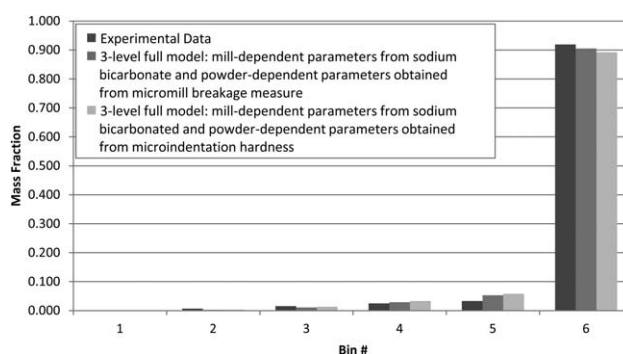 1.000
0.900
0.800
0.700
0.600
0.500
0.400
0.300
0.200
0.100
0.000
Mass Fraction
Experimental Data
3-level full model: mill-dependent parameters from sodium
bicarbonate and powder-dependent parameters obtained
from micromill breakage measure
3-level full model: mill-dependent parameters from sodium
bicarbonated and powder-dependent parameters obtained
from microindentation hardness
1 2 3 4 5 6
Bin #